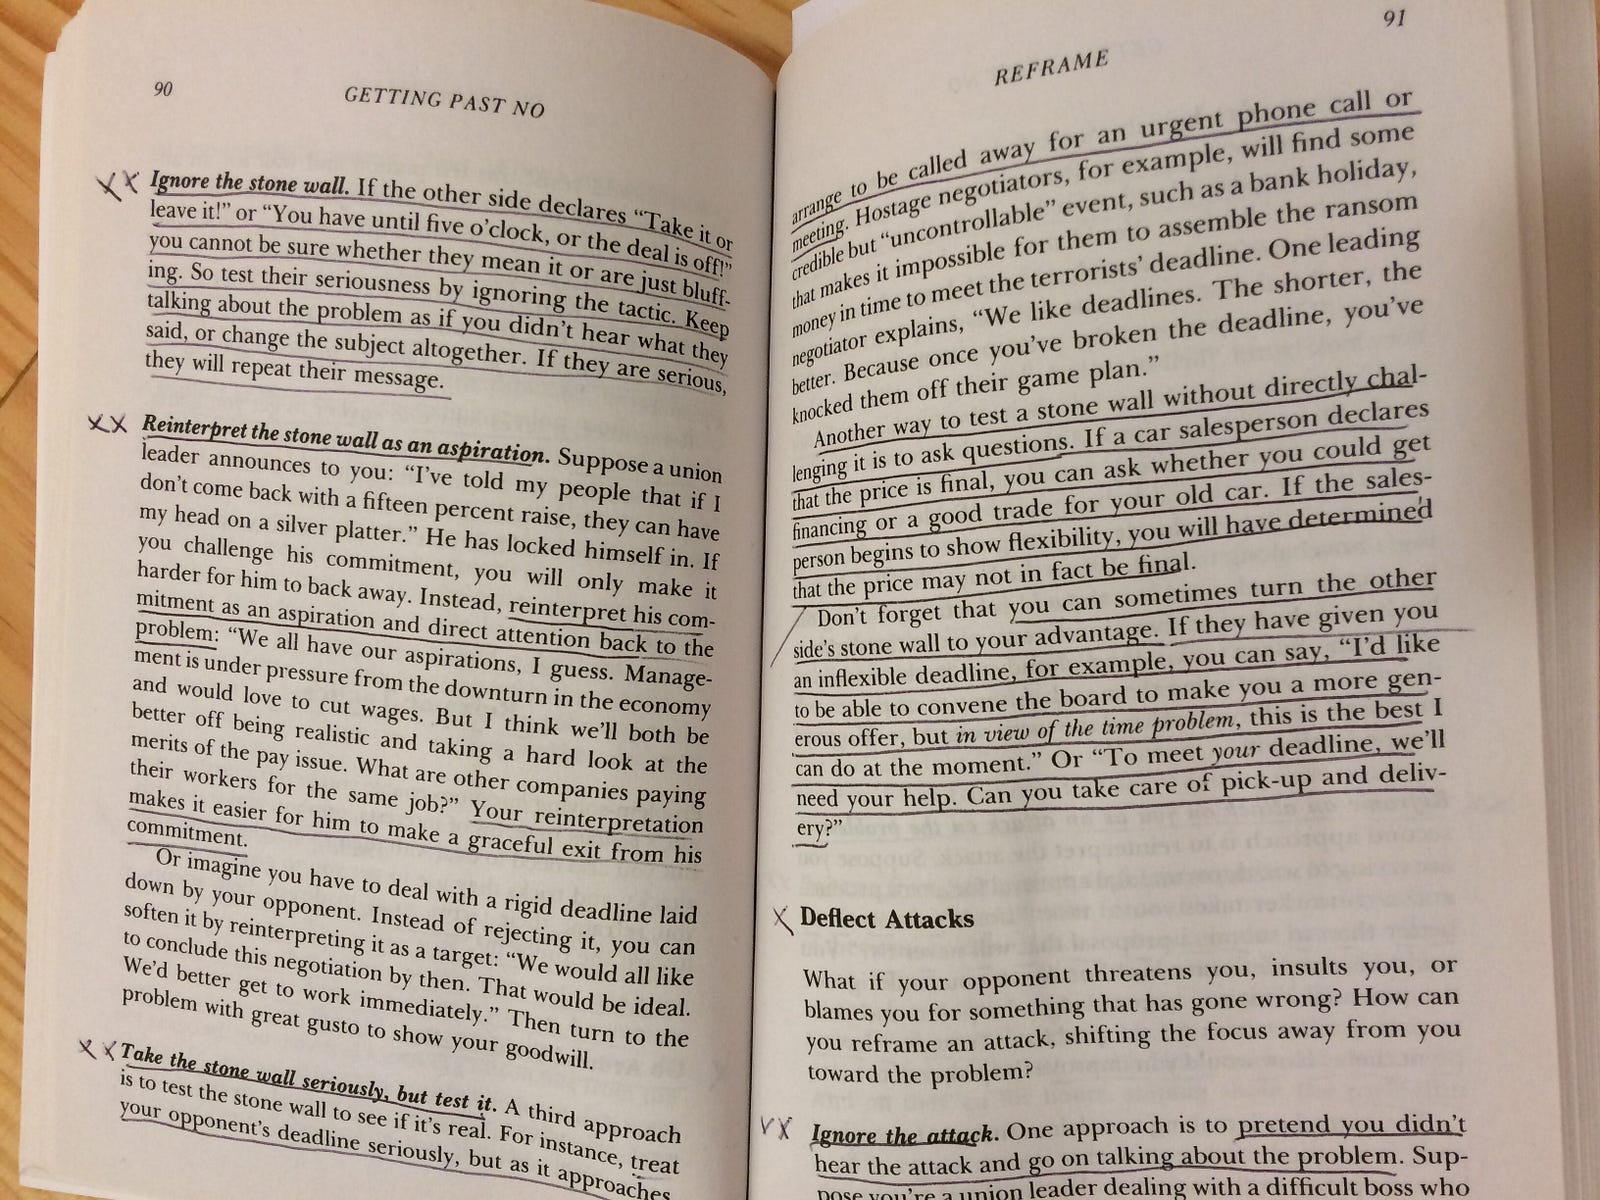 90
GETTING PAST NO
Ignore the stone wall. If the other side declares “Take it or
leave it!” or “You have until five o’clock, or the deal is off!”
you cannot be sure whether they mean it or are just bluff-
ing. So test their seriousness by ignoring the tactic. Keep
talking about the problem as if you didn’t hear what they
said, or change the subject altogether. If they are serious,
they will repeat their message.
Reinterpret the stone wall as an aspiration. Suppose a union
leader announces to you: “I’ve told my people that if I
don’t come back with a fifteen percent raise, they can have
my head on a silver platter.” He has locked himself in. If
you challenge his commitment, you will only make it
harder for him to back away. Instead, reinterpret his com-
mitment as an aspiration and direct attention back to the
problem: “We all have our aspirations, I guess. Manage-
ment is under pressure from the downturn in the economy
and would love to cut wages. But I think we’ll both be
better off being realistic and taking a hard look at the
merits of the pay issue. What are other companies paying
their workers for the same job?” Your reinterpretation
makes it easier for him to make a graceful exit from his
commitment.
Or imagine you have to deal with a rigid deadline laid
down by your opponent. Instead of rejecting it, you can
soften it by reinterpreting it as a target: “We would all like
to conclude this negotiation by then. That would be ideal.
We’d better get to work immediately.” Then turn to the
problem with great gusto to show your goodwill.
Take the stone wall seriously, but test it. A third approach
is to test the stone wall to see if it’s real. For instance, treat
your opponent’s deadline seriously, but as it approaches
91
REFRAME
arrange to be called away for an urgent phone call or
meeting. Hostage negotiators, for example, will find some
credible but “uncontrollable” event, such as a bank holiday,
that makes it impossible for them to assemble the ransom
money in time to meet the terrorists’ deadline. One leading
negotiator explains, “We like deadlines. The shorter, the
better. Because once you’ve broken the deadline, you’ve
knocked them off their game plan.”
Another way to test a stone wall without directly chal-
lenging it is to ask questions. If a car salesperson declares
that the price is final, you can ask whether you could get
financing or a good trade for your old car. If the sales-
person begins to show flexibility, you will have determined
that the price may not in fact be final.
Don’t forget that you can sometimes turn the other
side’s stone wall to your advantage. If they have given you
an inflexible deadline, for example, you can say, “I’d like
to be able to convene the board to make you a more gen-
erous offer, but in view of the time problem, this is the best I
can do at the moment.” Or “To meet your deadline, we’ll
need your help. Can you take care of pick-up and deliv-
ery?”
Deflect Attacks
What if your opponent threatens you, insults you, or
blames you for something that has gone wrong? How can
you reframe an attack, shifting the focus away from you
toward the problem?
Ignore the attack. One approach is to pretend you didn’t
hear the attack and go on talking about the problem. Sup-
pose you’re a union leader dealing with a difficult boss who